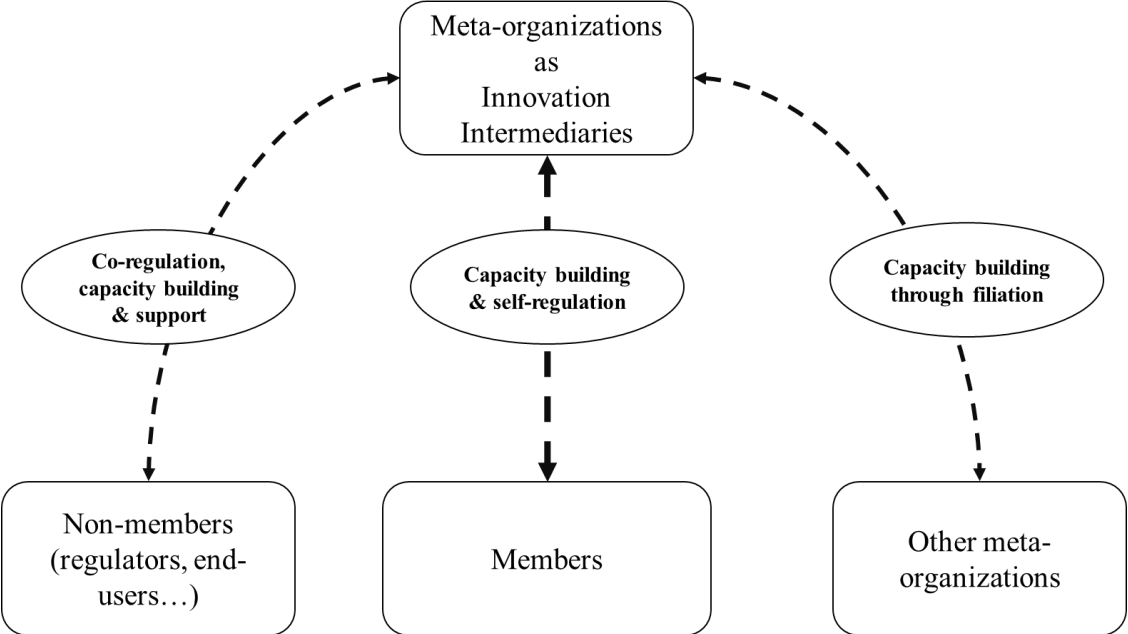 Meta-organizations
as
Innovation
Intermediaries
Co-regulation,
capacity building
& support
Capacity building
& self-regulation
Capacity building
through filiation
Non-members
(regulators, end-
users…)
Members
Other meta-
organizations